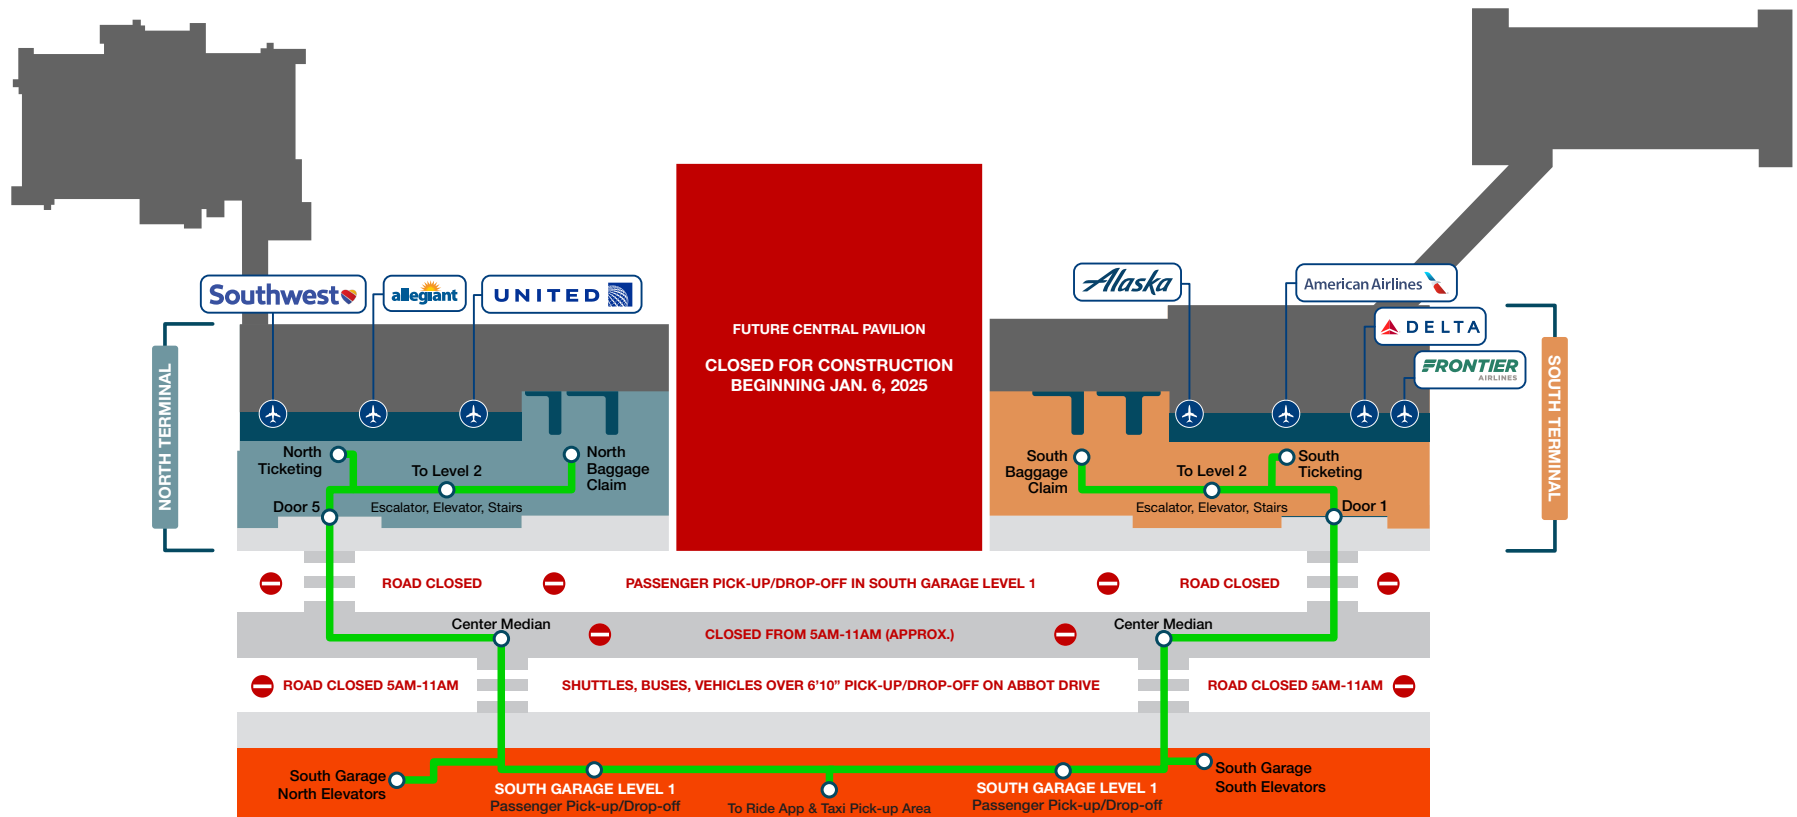 Southwest
allegiant
UNITED
Alaska
American Airlines
DELTA
FRONTIER
AIRLINES
NORTH TERMINAL
SOUTH TERMINAL
FUTURE CENTRAL PAVILION
CLOSED FOR CONSTRUCTION
BEGINNING JAN. 6, 2025
North
Ticketing
To Level 2
Escalator, Elevator, Stairs
North
Baggage
Claim
Door 5
South
Baggage
Claim
To Level 2
Escalator, Elevator, Stairs
South
Ticketing
Door 1
ROAD CLOSED
PASSENGER PICK-UP/DROP-OFF IN SOUTH GARAGE LEVEL 1
ROAD CLOSED
Center Median
CLOSED FROM 5AM-11AM (APPROX.)
Center Median
ROAD CLOSED 5AM-11AM
SHUTTLES, BUSES, VEHICLES OVER 6'10” PICK-UP/DROP-OFF ON ABBOT DRIVE
ROAD CLOSED 5AM-11AM
South Garage
North Elevators
SOUTH GARAGE LEVEL 1
Passenger Pick-up/Drop-off
To Ride App & Taxi Pick-up Area
SOUTH GARAGE LEVEL 1
Passenger Pick-up/Drop-off
South Garage
South Elevators